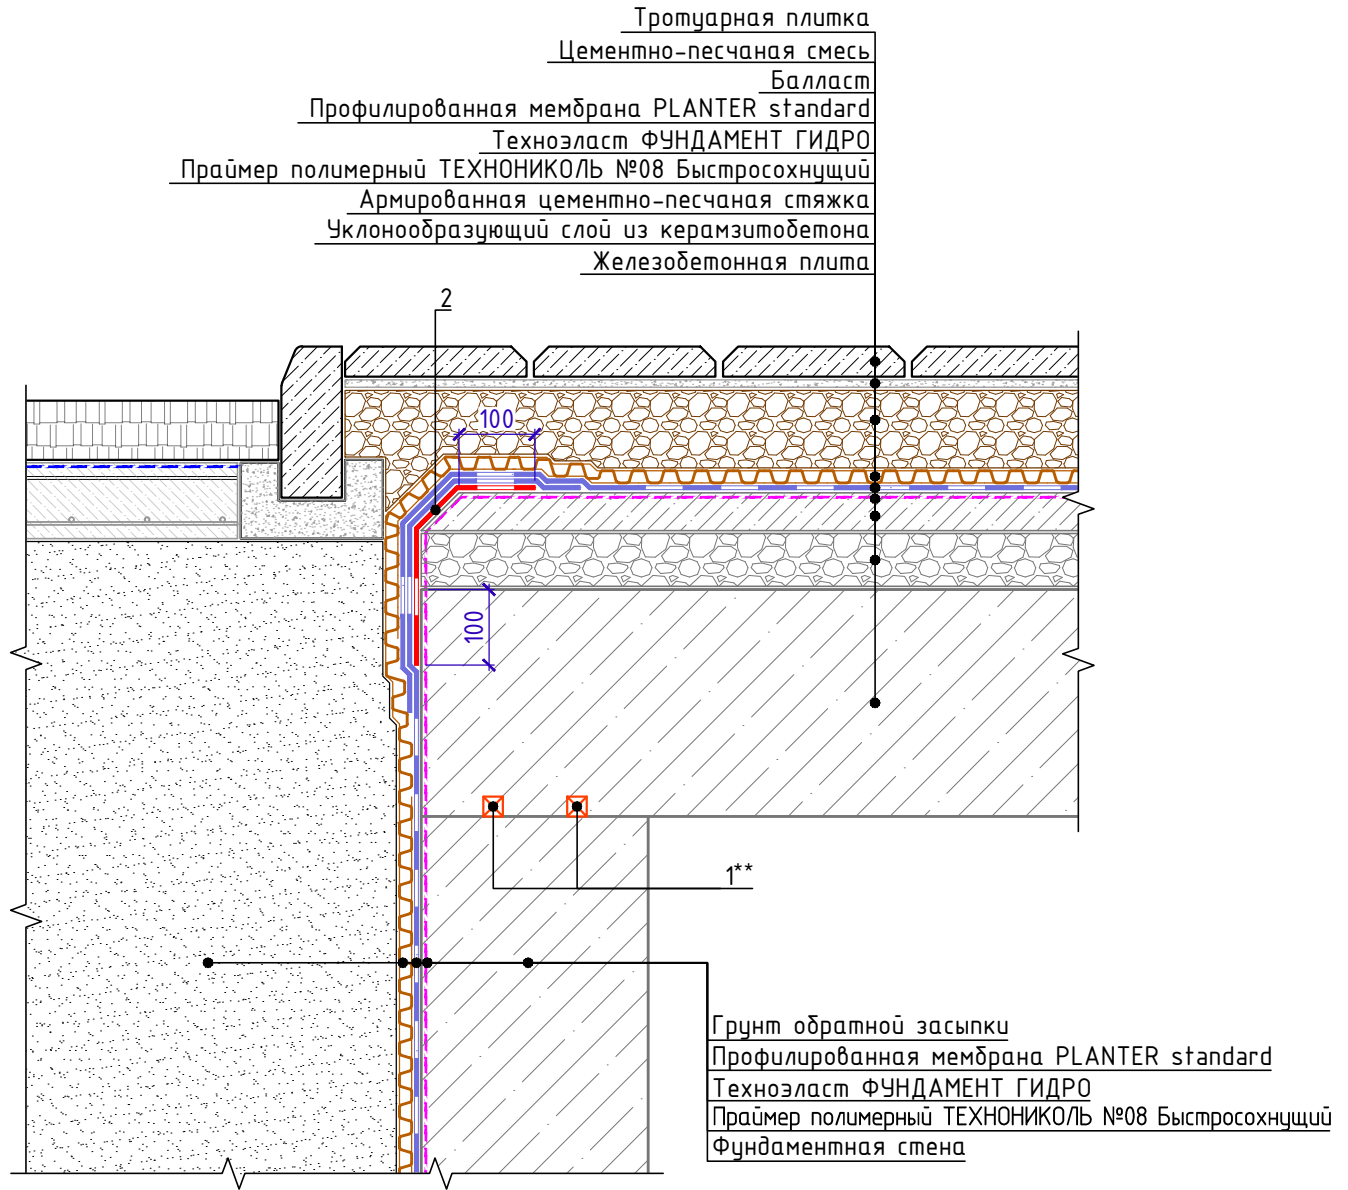 Тротуарная плитка
Цементно-песчаная смесь
Балласт
Профилированная мембрана PLANTER standard
Техноэласт ФУНДАМЕНТ ГИДРО
Праймер полимерный ТЕХНОНИКОЛЬ №08 Быстросохнущий
Армированная цементно-песчаная стяжка
Уклонообразующий слой из керамзитобетона
Железобетонная плита
2
100
100
1**
Грунт обратной засыпки
Профилированная мембрана PLANTER standard
Техноэласт ФУНДАМЕНТ ГИДРО
Праймер полимерный ТЕХНОНИКОЛЬ №08 Быстросохнущий
Фундаментная стена